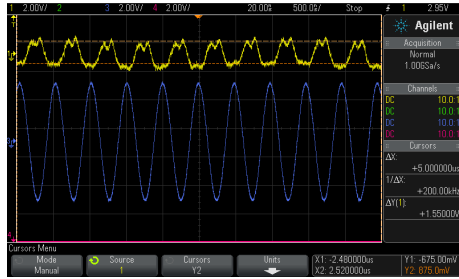 1 2.00V/ 2 3 2.00V/ 4 2.00V/ 20.00s 500.0s/ Stop 1 2.95V
Agilent
Acquisition
Normal
1.00GSa/s
Channels
DC 10.0:1
DC 10.0:1
DC 10.0:1
DC 10.0:1
Cursors
ΔX:
+5.000000us
1/ΔX:
+200.00kHz
ΔY(1):
+1.55000V
Cursors Menu
Mode
Manual
Source
1
Cursors
Y2
Units
X1: -2.480000us
X2: 2.520000us
Y1: -675.00mV
Y2: 875.0mV